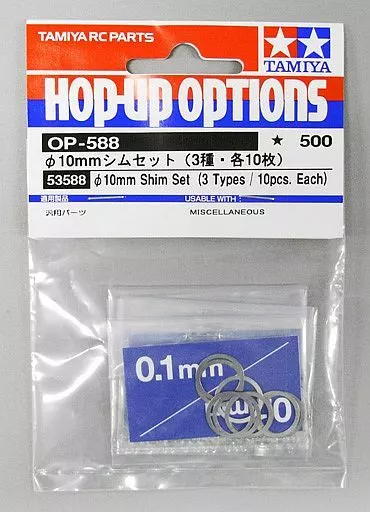 TAMIYA RC PARTS
TAMIYA
HOP-UP OPTIONS
OP-588 ★ 500
φ10mmシムセット (3種・各10枚)
53588 φ10mm Shim Set (3 Types / 10pcs. Each)
適用製品 USABLE WITH:
汎用パーツ MISCELLANEOUS
0.1mm